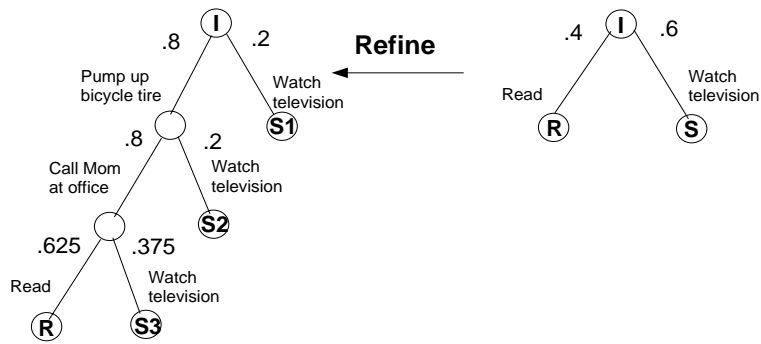 I
.8
.2
Pump up
bicycle tire
Watch
television
S1
.8
.2
Call Mom
at office
Watch
television
S2
.625
.375
Read
Watch
television
R
S3
Refine
I
.4
.6
Read
Watch
television
R
S